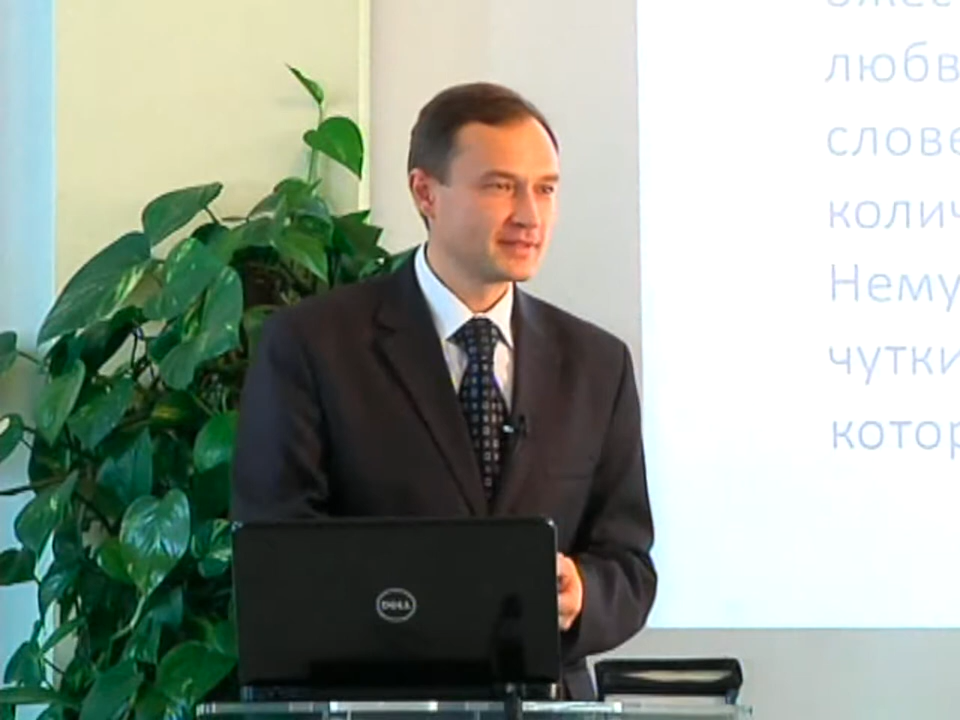 любв
слове
колич
Нему
чутки
котор
DELL